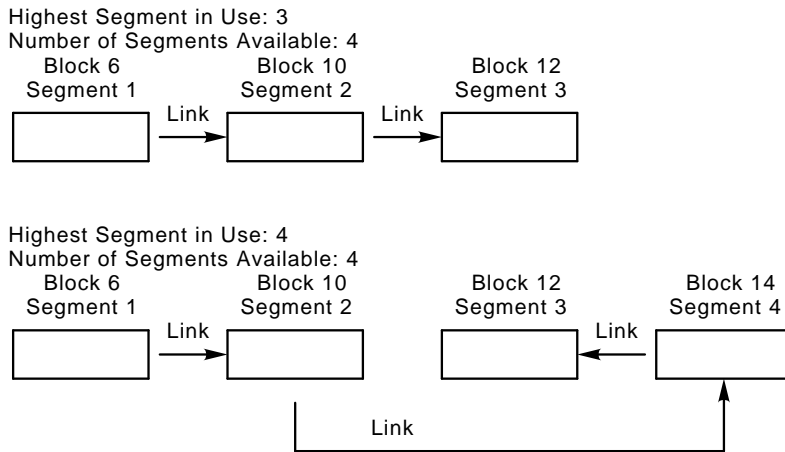 Highest Segment in Use: 3
Number of Segments Available: 4
Block 6 Block 10 Block 12
Segment 1 Segment 2 Segment 3
Link Link
Highest Segment in Use: 4
Number of Segments Available: 4
Block 6 Block 10 Block 12 Block 14
Segment 1 Segment 2 Segment 3 Segment 4
Link Link
Link